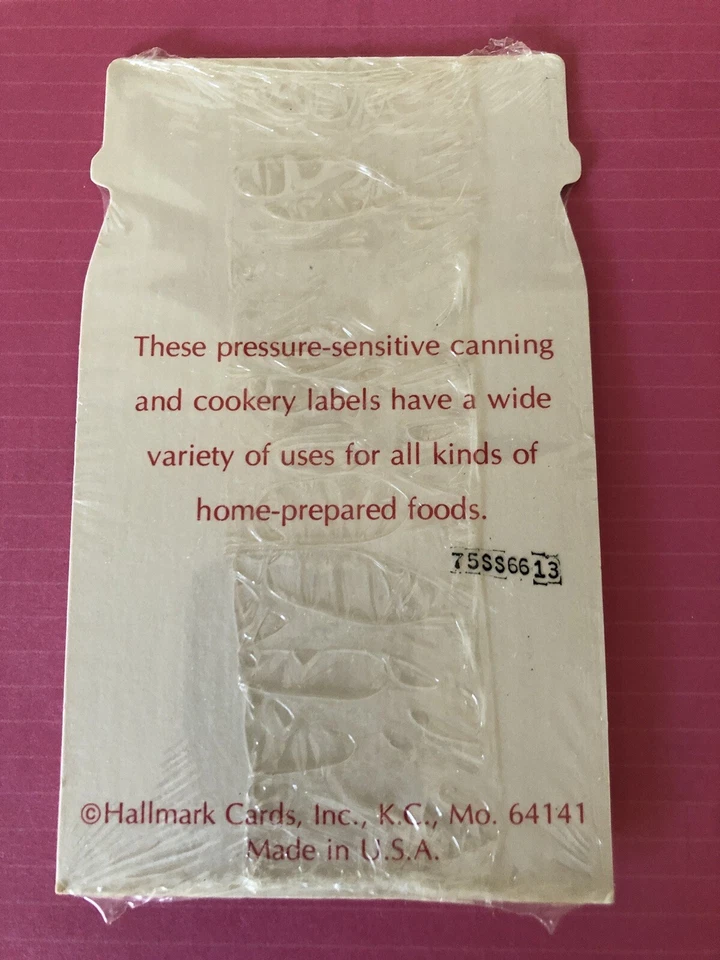 These pressure-sensitive canning
and cookery labels have a wide
variety of uses for all kinds of
home-prepared foods.
75SS6613
©Hallmark Cards, Inc., K.C., Mo. 64141
Made in U.S.A.